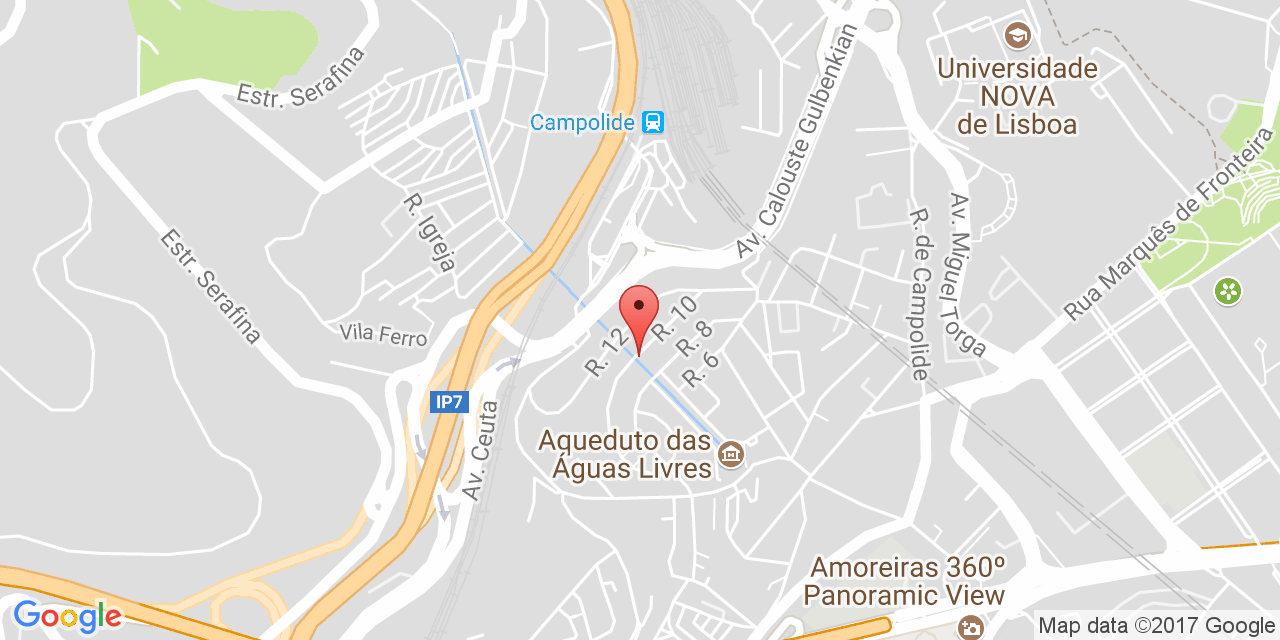 Estr. Serafina
Universidade
NOVA
de Lisboa
Campolide
Av. Calouste Gulbenkian
Rua Marquês de Fronteira
R. Igreja
Av. Miguel Torga
R. de Campolide
Estr. Serafina
Vila Ferro
R. 12
R. 10
R. 8
R. 6
IP7
Av. Ceuta
Aqueduto das
Águas Livres
Amoreiras 360º
Panoramic View
Google
Map data ©2017 Google